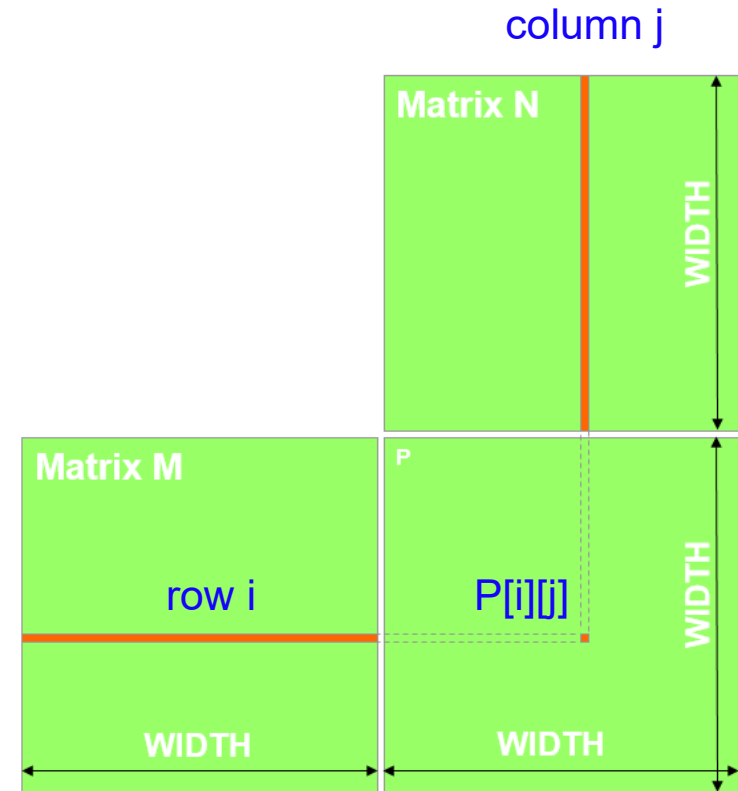 column j
Matrix N
WIDTH
Matrix M
P
row i
P[i][j]
WIDTH
WIDTH
WIDTH